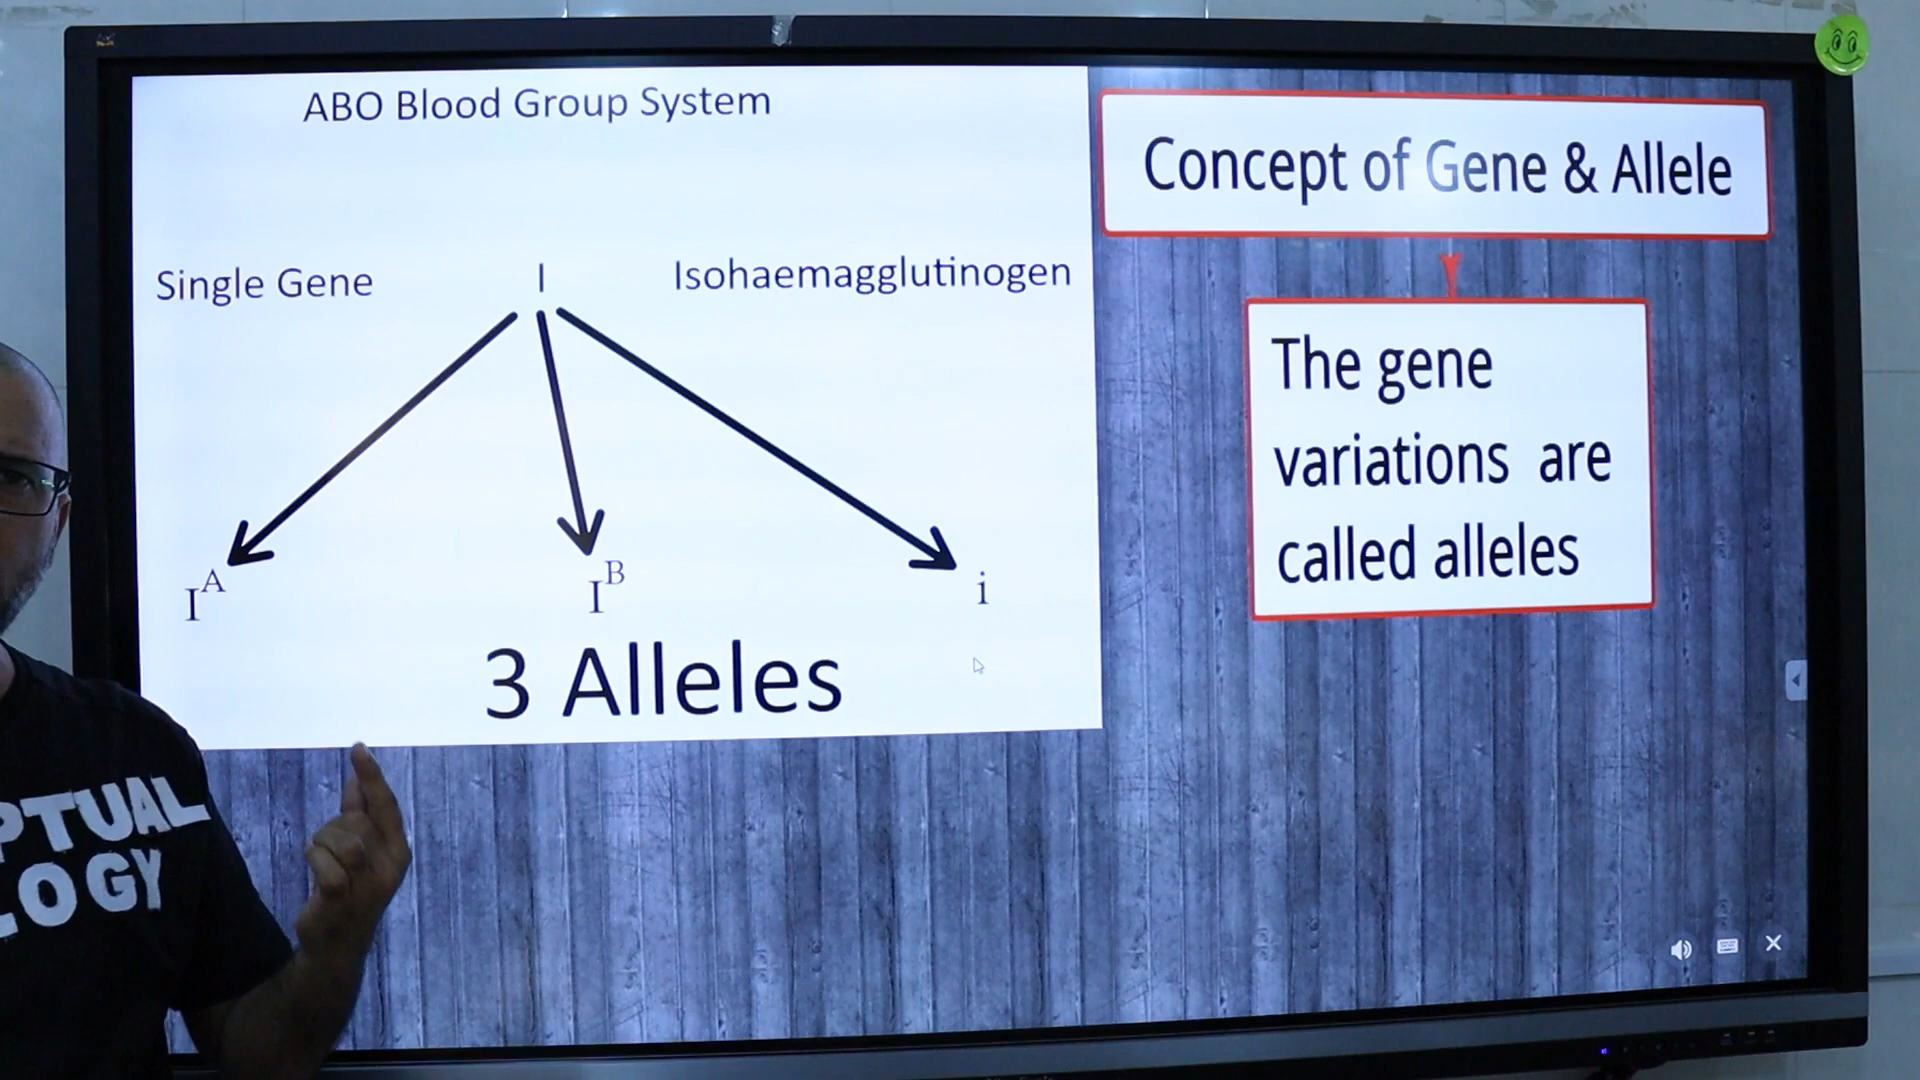 ABO Blood Group System
Single Gene I Isohaemagglutinogen
I^A I^B i
3 Alleles
Concept of Gene & Allele
The gene
variations are
called alleles
PTUAL
LOGY